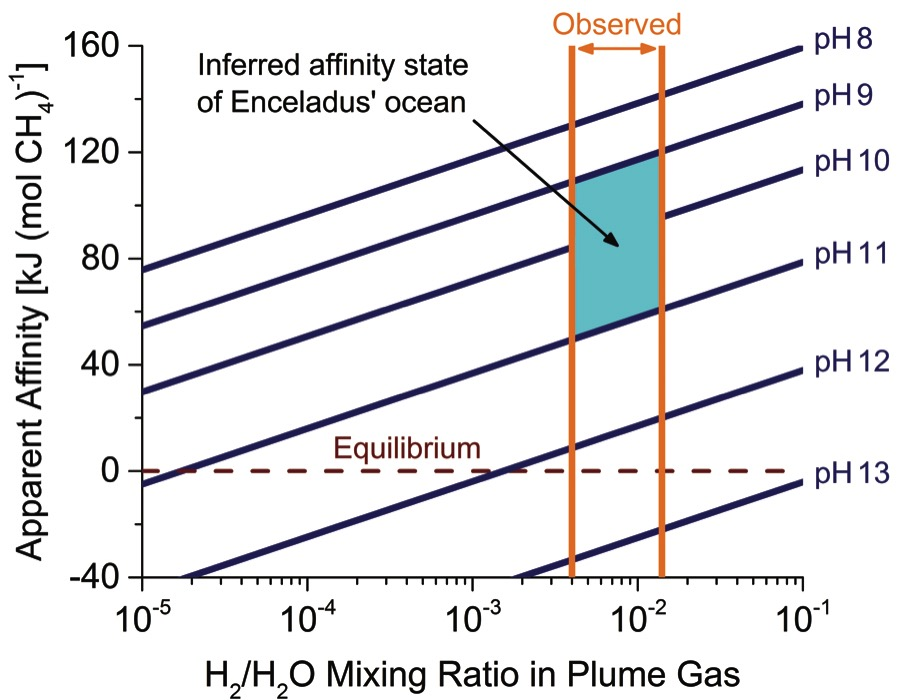 Observed
Inferred affinity state
of Enceladus' ocean
pH 8
pH 9
pH 10
pH 11
pH 12
pH 13
Equilibrium
Apparent Affinity [kJ (mol CH₄)⁻¹]
160
120
80
40
0
-40
10⁻⁵
10⁻⁴
10⁻³
10⁻²
10⁻¹
H₂/H₂O Mixing Ratio in Plume Gas